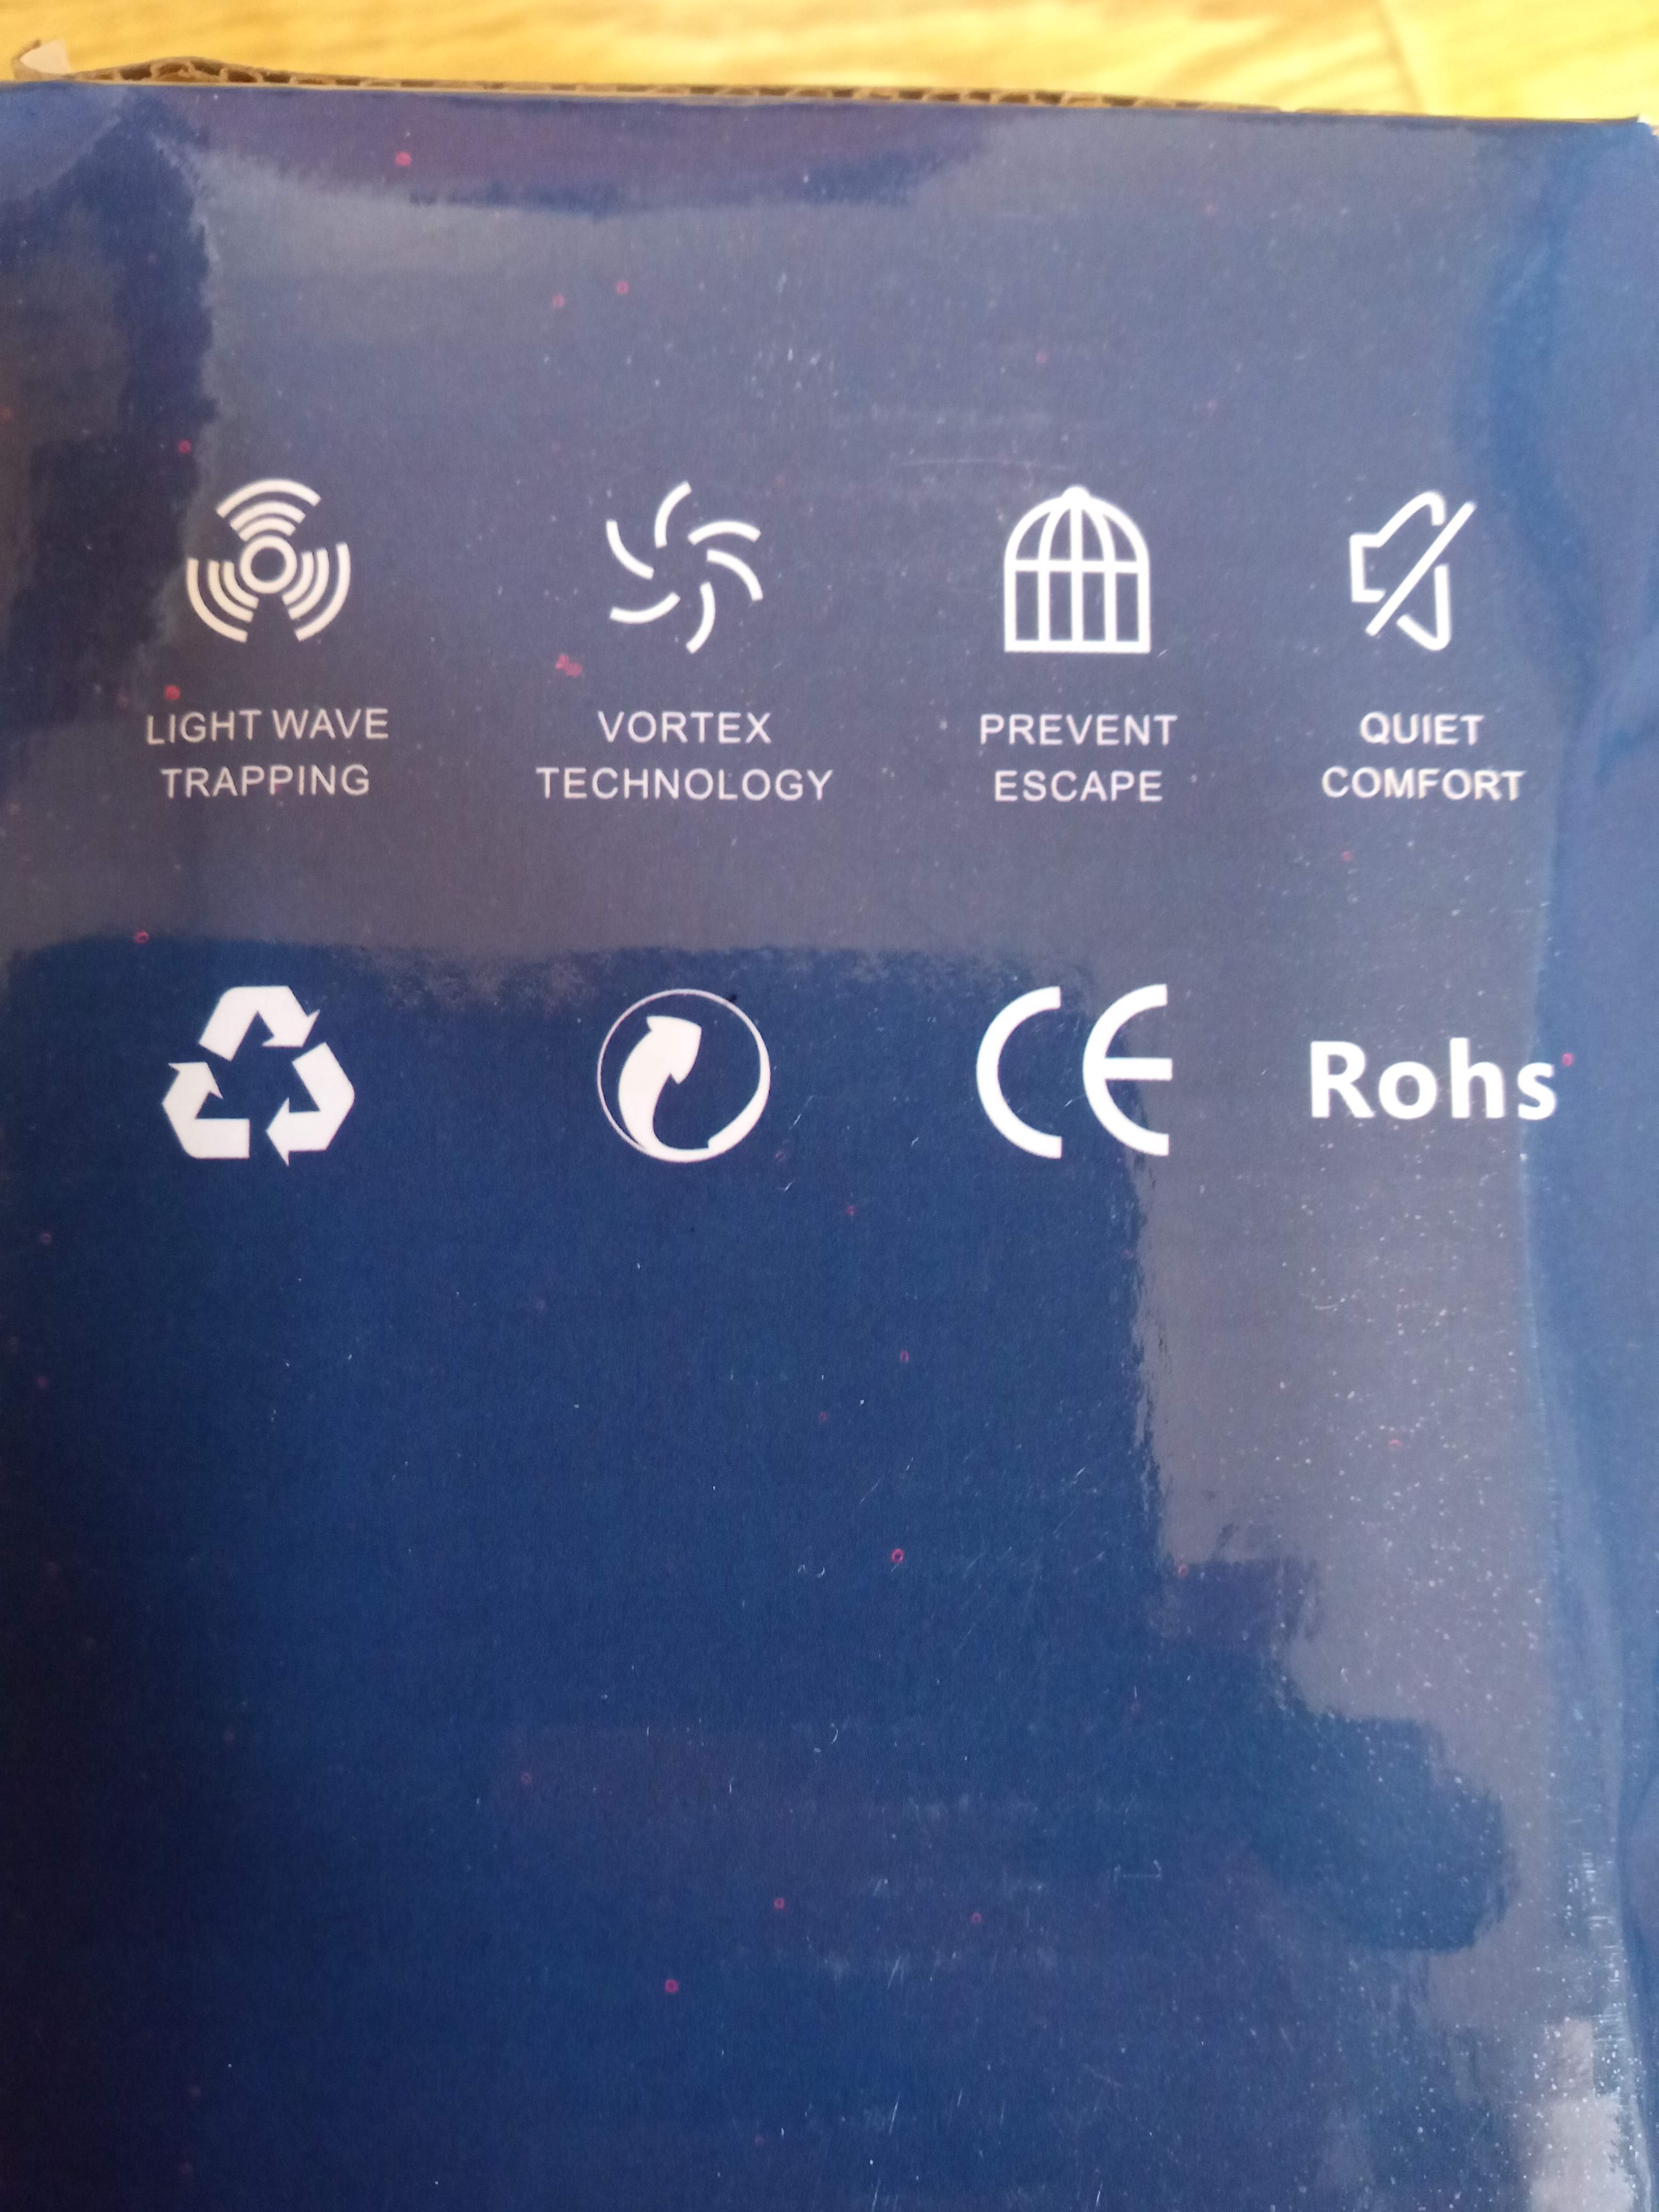 LIGHT WAVE
TRAPPING
VORTEX
TECHNOLOGY
PREVENT
ESCAPE
QUIET
COMFORT
CE
Rohs